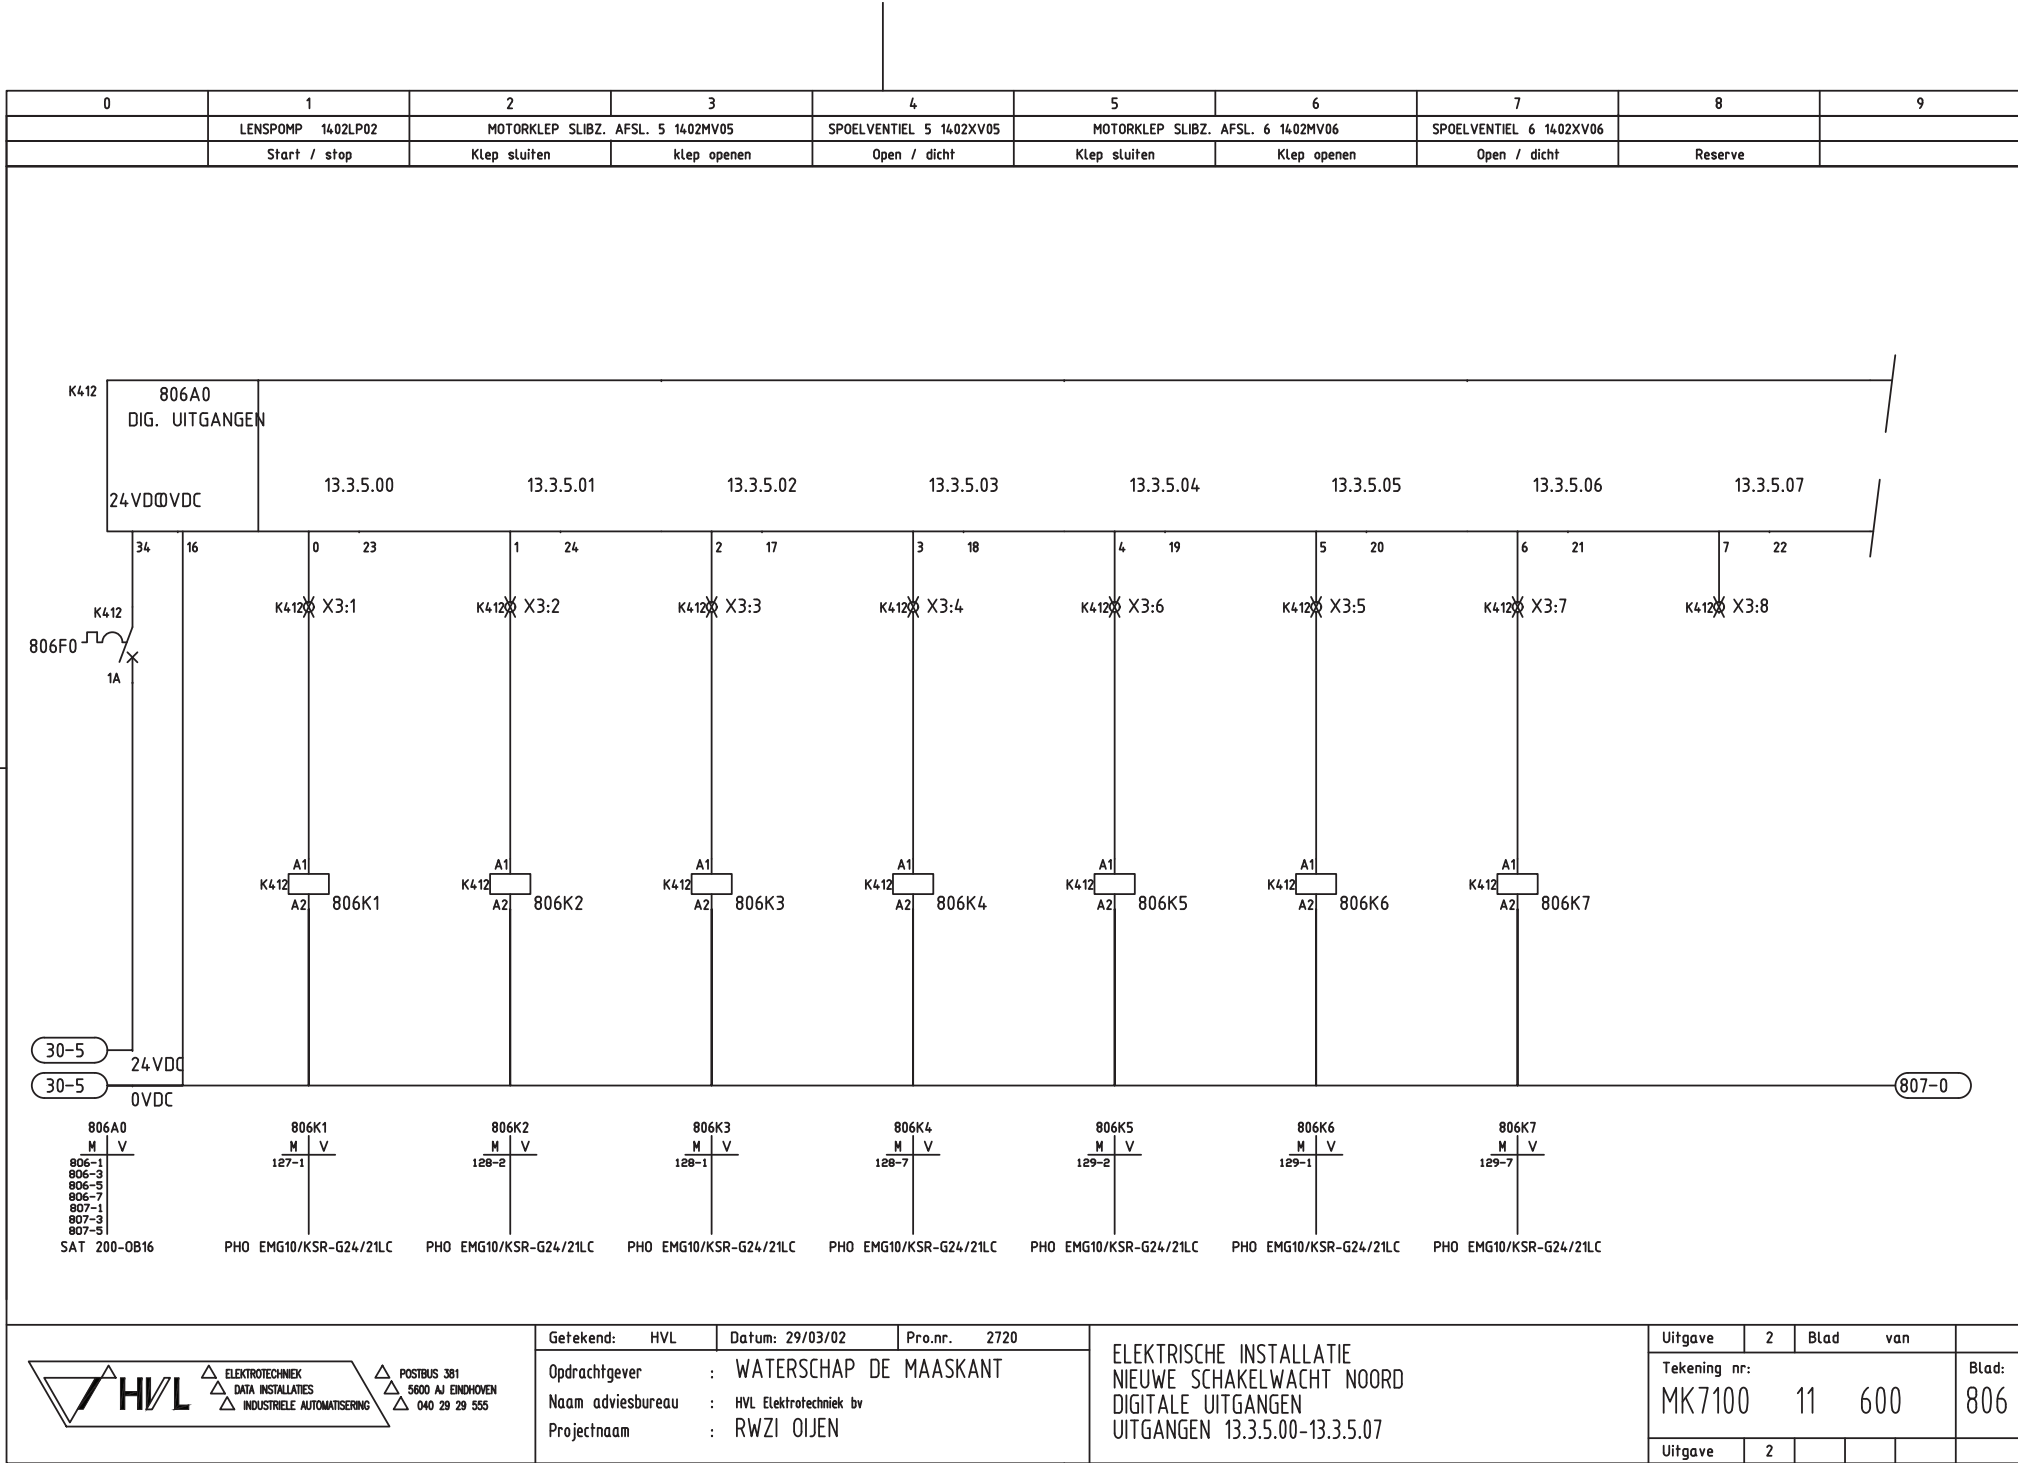 0 1 2 3 4 5 6 7 8 9
LENSPOMP 1402LP02 MOTORKLEP SLIBZ. AFSL. 5 1402MV05 SPOELVENTIEL 5 1402XV05 MOTORKLEP SLIBZ. AFSL. 6 1402MV06 SPOELVENTIEL 6 1402XV06
Start / stop Klep sluiten klep openen Open / dicht Klep sluiten Klep openen Open / dicht Reserve
K412 806A0
DIG. UITGANGEN
13.3.5.00 13.3.5.01 13.3.5.02 13.3.5.03 13.3.5.04 13.3.5.05 13.3.5.06 13.3.5.07
24VDC 0VDC
34 16 0 23 1 24 2 17 3 18 4 19 5 20 6 21 7 22
K412 X3:1 K412 X3:2 K412 X3:3 K412 X3:4 K412 X3:6 K412 X3:5 K412 X3:7 K412 X3:8
K412
806F0
1A
A1 A1 A1 A1 A1 A1 A1
K412 K412 K412 K412 K412 K412 K412
A2 806K1 A2 806K2 A2 806K3 A2 806K4 A2 806K5 A2 806K6 A2 806K7
30-5
24VDC
30-5 807-0
0VDC
806A0 806K1 806K2 806K3 806K4 806K5 806K6 806K7
M V M V M V M V M V M V M V M V
806-1 127-1 128-2 128-1 128-7 129-2 129-1 129-7
806-3
806-5
806-7
807-1
807-3
807-5
SAT 200-OB16 PHO EMG10/KSR-G24/21LC PHO EMG10/KSR-G24/21LC PHO EMG10/KSR-G24/21LC PHO EMG10/KSR-G24/21LC PHO EMG10/KSR-G24/21LC PHO EMG10/KSR-G24/21LC PHO EMG10/KSR-G24/21LC
HVL
ELEKTROTECHNIEK
DATA INSTALLATIES
INDUSTRIELE AUTOMATISERING
POSTBUS 381
5600 AJ EINDHOVEN
040 29 29 555
Getekend: HVL Datum: 29/03/02 Pro.nr. 2720
Opdrachtgever : WATERSCHAP DE MAASKANT
Naam adviesbureau : HVL Elektrotechniek bv
Projectnaam : RWZI OIJEN
ELEKTRISCHE INSTALLATIE
NIEUWE SCHAKELWACHT NOORD
DIGITALE UITGANGEN
UITGANGEN 13.3.5.00-13.3.5.07
Uitgave 2 Blad van
Tekening nr: Blad:
MK7100 11 600 806
Uitgave 2